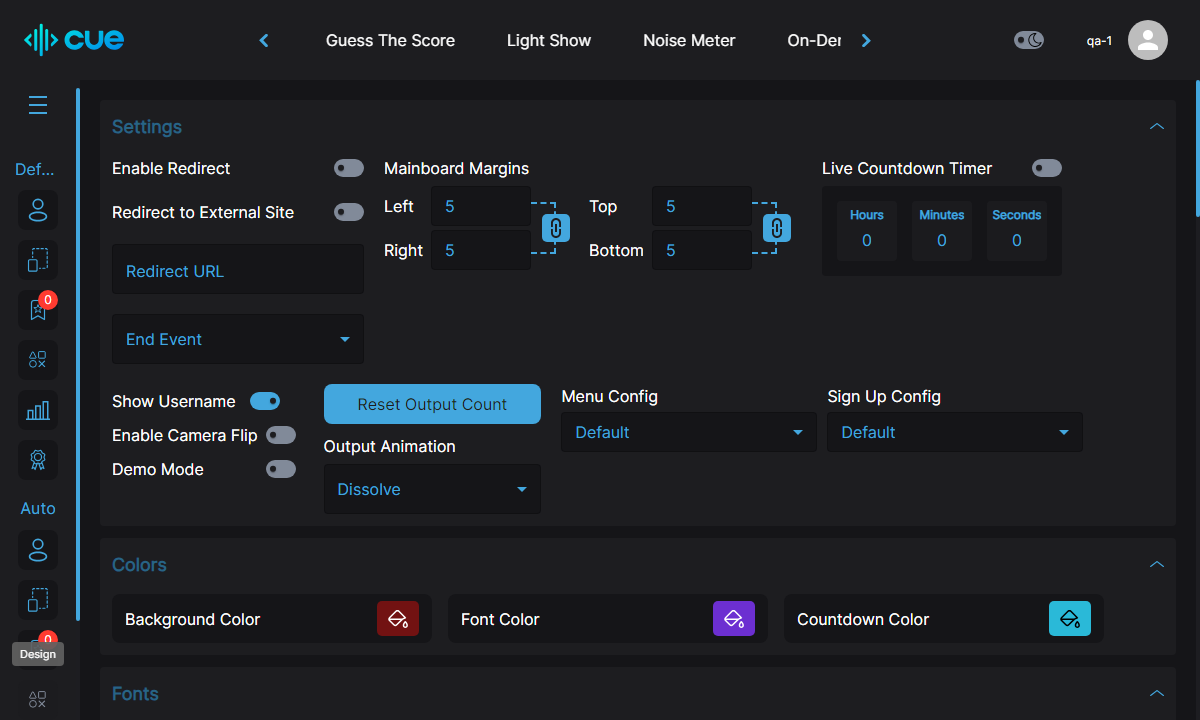 cue
Guess The Score
Light Show
Noise Meter
On-Der
qa-1
Def...
0
Auto
0
Design
Settings
Enable Redirect
Redirect to External Site
Redirect URL
End Event
Mainboard Margins
Left 5
Right 5
Top 5
Bottom 5
Live Countdown Timer
Hours Minutes Seconds
0 0 0
Show Username
Enable Camera Flip
Demo Mode
Reset Output Count
Output Animation
Dissolve
Menu Config
Default
Sign Up Config
Default
Colors
Background Color
Font Color
Countdown Color
Fonts